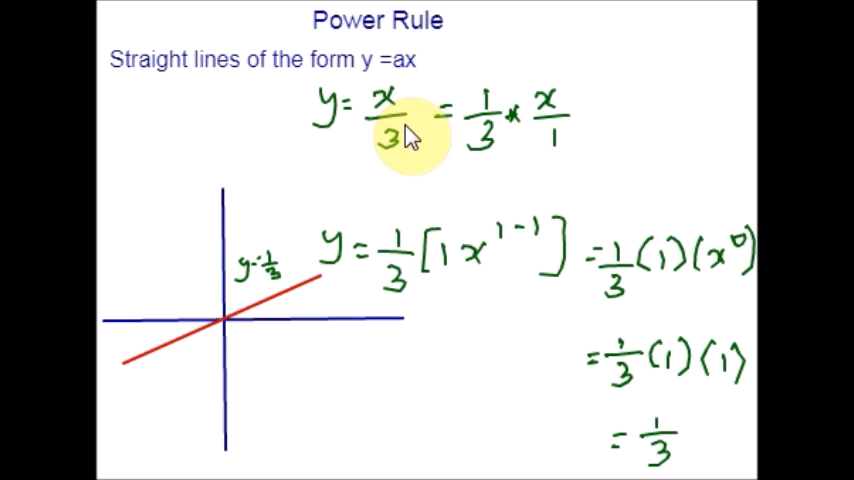 Power Rule
Straight lines of the form y =ax
y = x/3 = 1/3 * x/1
y = 1/3 [1x^{1-1}] = 1/3 (1)(x^0)
y=1/3
= 1/3 (1)(1)
= 1/3